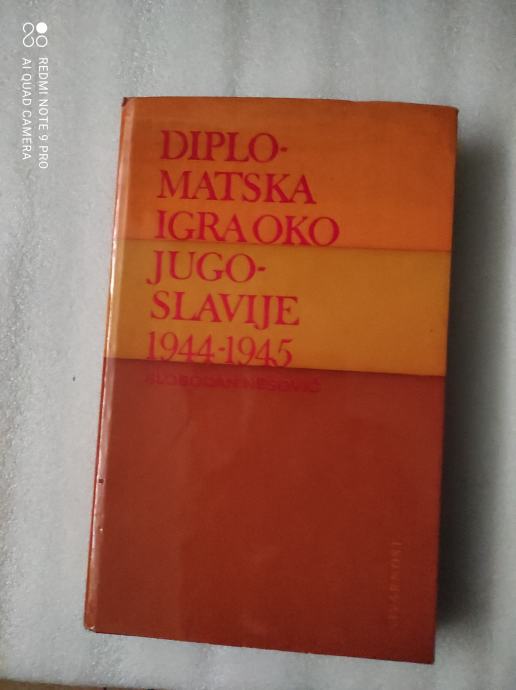 DIPLO-
MATSKA
IGRA OKO
JUGO-
SLAVIJE
1944-1945
SLOBODAN NEŠOVIĆ
REDMI NOTE 9 PRO
AI QUAD CAMERA